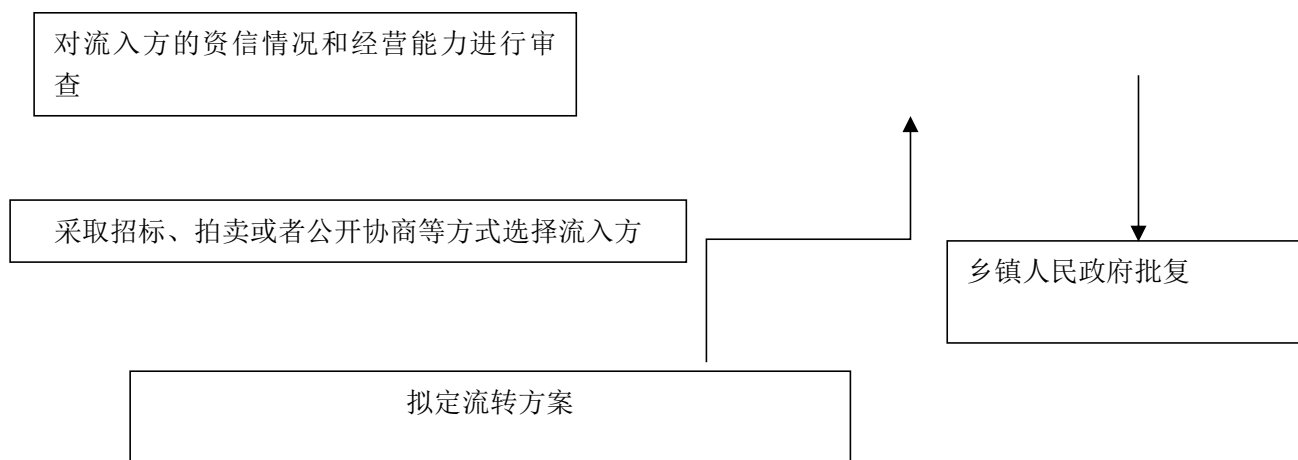 对流入方的资信情况和经营能力进行审
查
采取招标、拍卖或者公开协商等方式选择流入方
乡镇人民政府批复
拟定流转方案